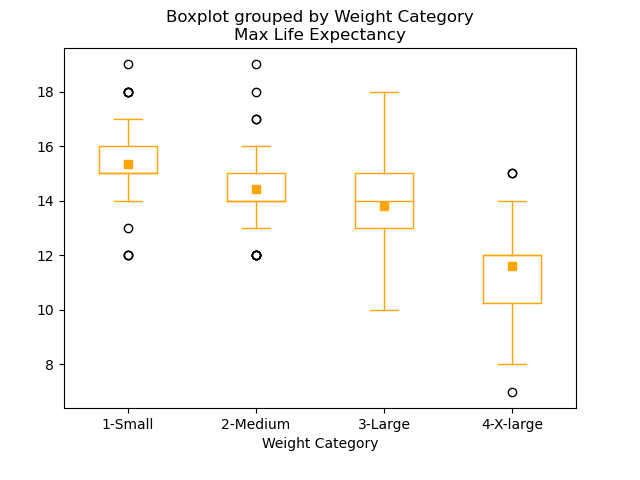 Boxplot grouped by Weight Category
Max Life Expectancy
18
16
14
12
10
8
1-Small 2-Medium 3-Large 4-X-large
Weight Category